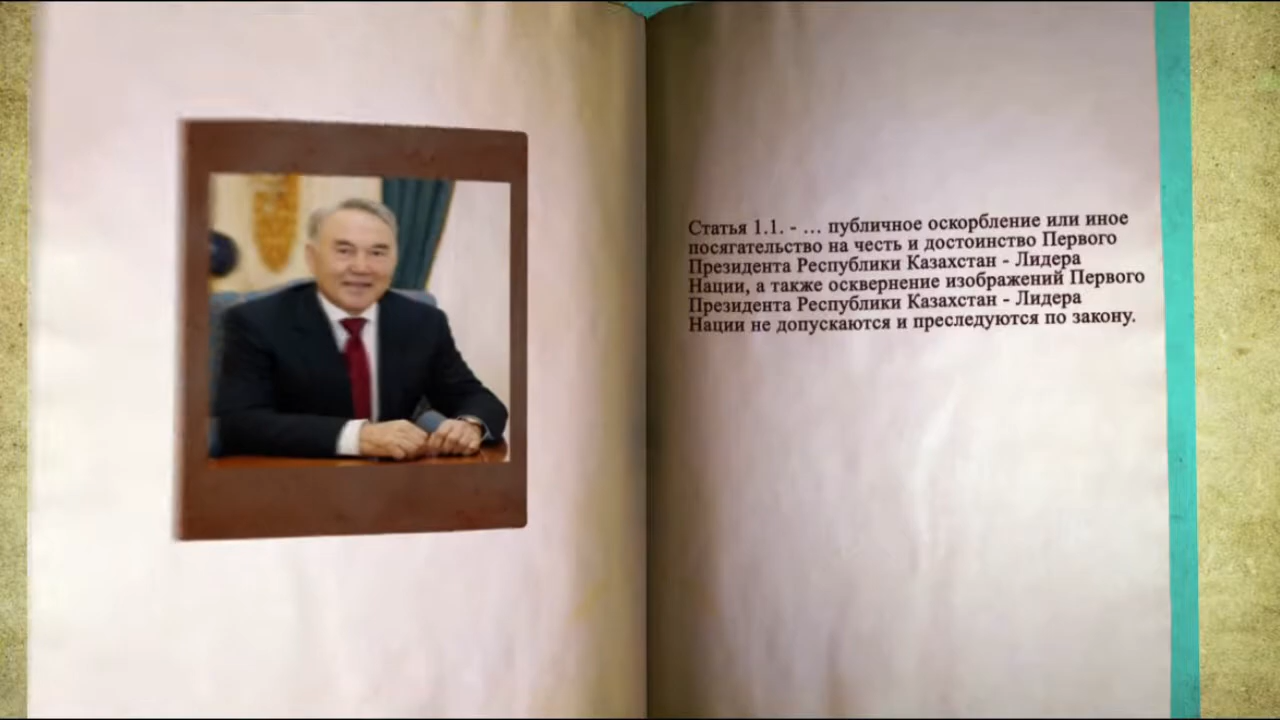 Статья 1.1. - ... публичное оскорбление или иное
посягательство на честь и достоинство Первого
Президента Республики Казахстан - Лидера
Нации, а также осквернение изображений Первого
Президента Республики Казахстан - Лидера
Нации не допускаются и преследуются по закону.